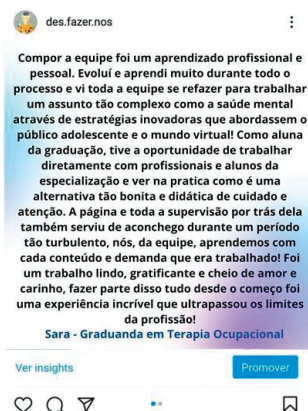 des.fazer.nos
Compor a equipe foi um aprendizado profissional e
pessoal. Evoluí e aprendi muito durante todo o
processo e vi toda a equipe se refazer para trabalhar
um assunto tão complexo como a saúde mental
através de estratégias inovadoras que abordassem o
público adolescente e o mundo virtual! Como aluna
da graduação, tive a oportunidade de trabalhar
diretamente com profissionais e alunos da
especialização e ver na pratica como é uma
alternativa tão bonita e didática de cuidado e
atenção. A página e toda a supervisão por trás dela
também serviu de aconchego durante um período
tão turbulento, nós, da equipe, aprendemos com
cada conteúdo e demanda que era trabalhado! Foi
um trabalho lindo, gratificante e cheio de amor e
carinho, fazer parte disso tudo desde o começo foi
uma experiência incrível que ultrapassou os limites
da profissão!
Sara - Graduanda em Terapia Ocupacional
Ver insights
Promover